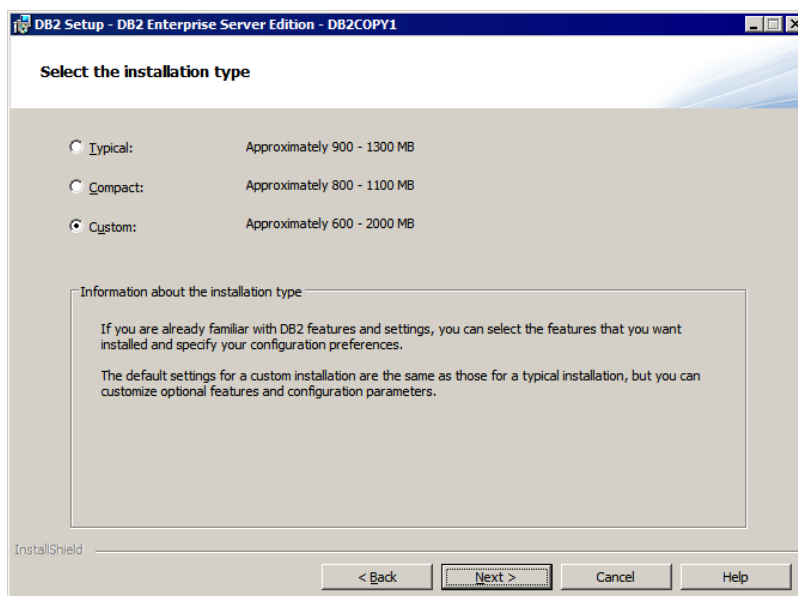 DB2 Setup - DB2 Enterprise Server Edition - DB2COPY1
Select the installation type
Typical: Approximately 900 - 1300 MB
Compact: Approximately 800 - 1100 MB
Custom: Approximately 600 - 2000 MB
Information about the installation type
If you are already familiar with DB2 features and settings, you can select the features that you want
installed and specify your configuration preferences.
The default settings for a custom installation are the same as those for a typical installation, but you can
customize optional features and configuration parameters.
InstallShield
< Back Next > Cancel Help